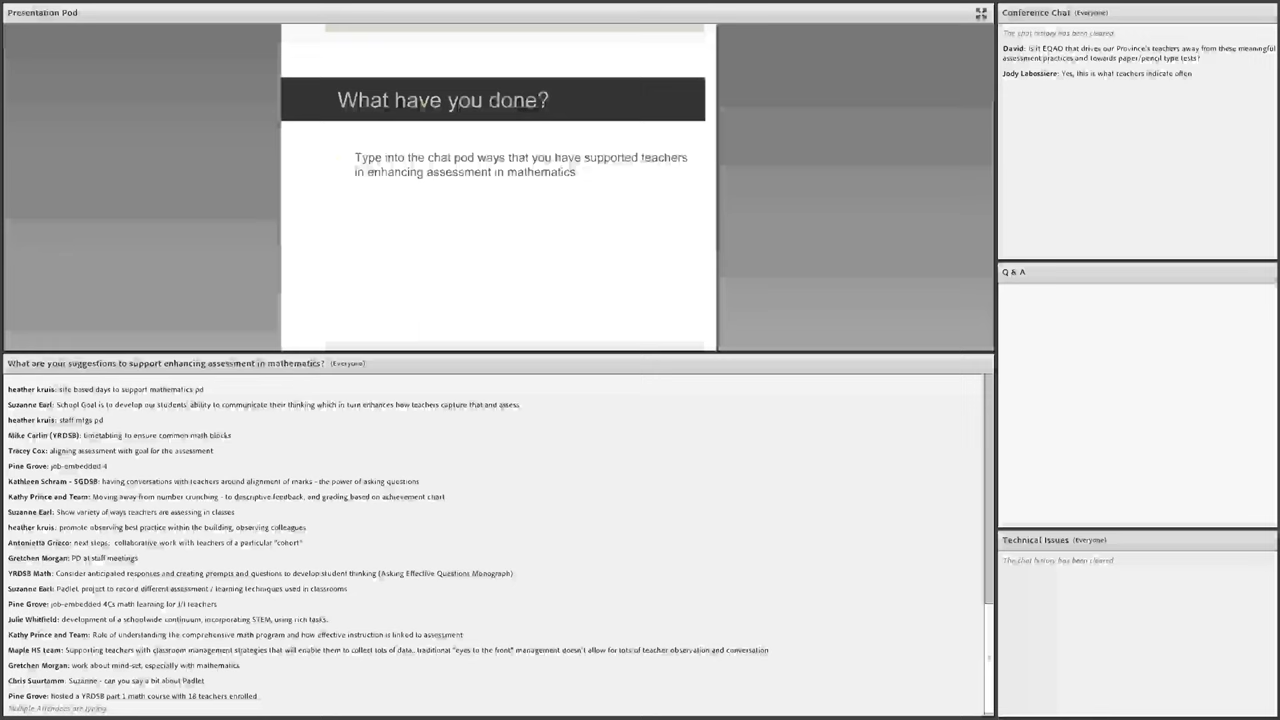 Presentation Pod
What have you done?
Type into the chat pod ways that you have supported teachers
in enhancing assessment in mathematics
What are your suggestions to support enhancing assessment in mathematics? (Everyone)
heather kruis: site based days to support mathematics pd
Suzanne Earl: School Goal is to develop our students' ability to communicate their thinking which in turn enhances how teachers capture that and assess
heather kruis: staff mtgs pd
Mike Carlin (YRDSB): timetabling to ensure common math blocks
Tracey Cox: aligning assessment with goal for the assessment
Pine Grove: job-embedded 4
Kathleen Schram - SGDSB: having conversations with teachers around alignment of marks - the power of asking questions
Kathy Prince and Team: Moving away from number crunching - to descriptive feedback, and grading based on achievement chart
Suzanne Earl: Show variety of ways teachers are assessing in classes
heather kruis: promote observing best practice within the building, observing colleagues
Antonietta Grieco: next steps: collaborative work with teachers of a particular "cohort"
Gretchen Morgan: PD at staff meetings
YRDSB Math: Consider anticipated responses and creating prompts and questions to develop student thinking (Asking Effective Questions Monograph)
Suzanne Earl: Padlet project to record different assessment / learning techniques used in classrooms
Pine Grove: job-embedded 4Cs math learning for J/I teachers
Julie Whitfield: development of a schoolwide continuum, incorporating STEM, using rich tasks.
Kathy Prince and Team: Role of understanding the comprehensive math program and how effective instruction is linked to assessment
Maple HS team: Supporting teachers with classroom management strategies that will enable them to collect lots of data, traditional "eyes to the front" management doesn't allow for lots of teacher observation and conversation
Gretchen Morgan: work about mind-set, especially with mathematics
Chris Suurtamm: Suzanne - can you say a bit about Padlet
Pine Grove: hosted a YRDSB part 1 math course with 18 teachers enrolled
Multiple Attendees are typing.
Conference Chat (Everyone)
The chat history has been cleared
David: Is it EQAO that drives our Province's teachers away from these meaningful
assessment practices and towards paper/pencil type tests?
Jody Labossiere: Yes, this is what teachers indicate often
Q & A
Technical Issues (Everyone)
The chat history has been cleared